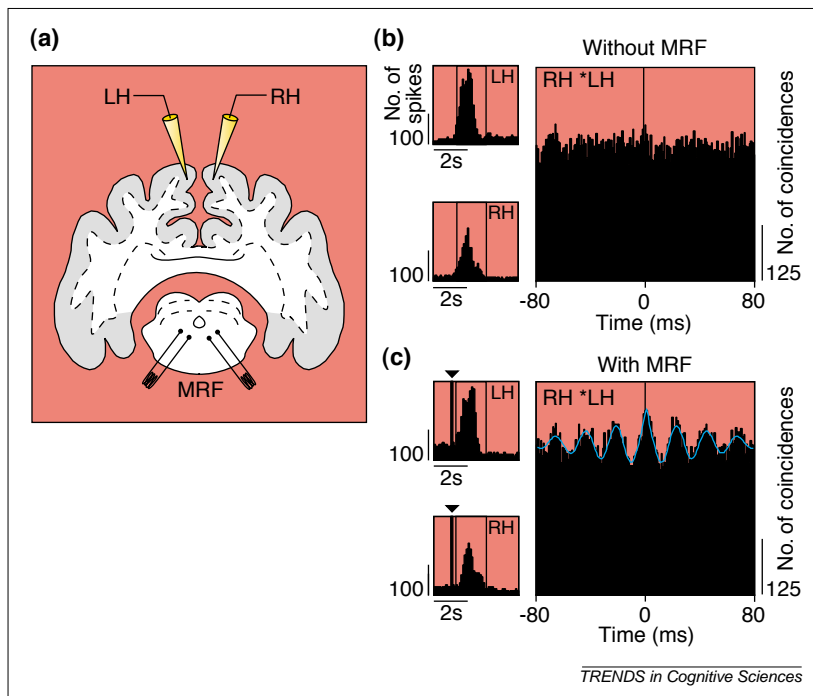 (a)
LH
RH
MRF
(b)
Without MRF
No. of
spikes
LH
100
2s
RH
100
2s
RH *LH
No. of coincidences
125
-80
0
80
Time (ms)
(c)
With MRF
LH
100
2s
RH
100
2s
RH *LH
No. of coincidences
125
-80
0
80
Time (ms)
TRENDS in Cognitive Sciences